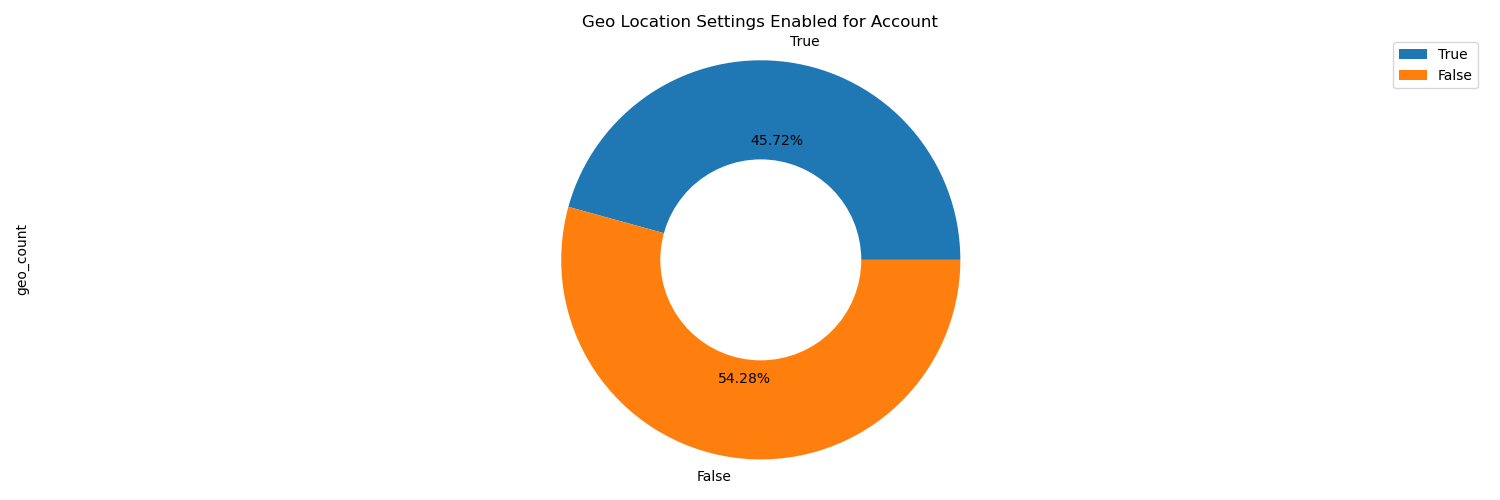 Geo Location Settings Enabled for Account
True
True
False
45.72%
geo_count
54.28%
False